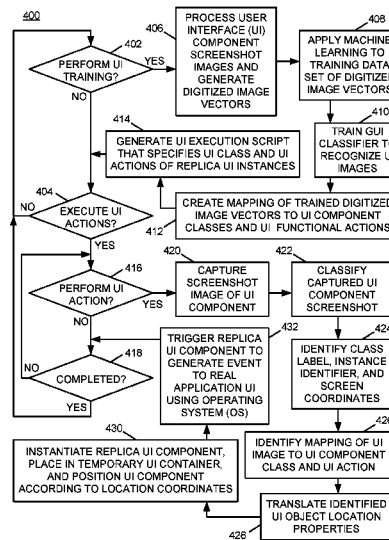 400
402
PERFORM UI
TRAINING?
YES
NO
406
PROCESS USER
INTERFACE (UI)
COMPONENT
SCREENSHOT
IMAGES AND
GENERATE
DIGITIZED IMAGE
VECTORS
408
APPLY MACHINE
LEARNING TO
TRAINING DATA
SET OF DIGITIZED
IMAGE VECTORS
410
TRAIN GUI
CLASSIFIER TO
RECOGNIZE UI
IMAGES
412
CREATE MAPPING OF TRAINED DIGITIZED
IMAGE VECTORS TO UI COMPONENT
CLASSES AND UI FUNCTIONAL ACTIONS
414
GENERATE UI EXECUTION SCRIPT
THAT SPECIFIES UI CLASS AND UI
ACTIONS OF REPLICA UI INSTANCES
404
NO
EXECUTE UI
ACTIONS?
YES
416
PERFORM
UI
ACTION?
YES
NO
418
NO
COMPLETED?
YES
420
CAPTURE
SCREENSHOT
IMAGE OF UI
COMPONENT
422
CLASSIFY
CAPTURED UI
COMPONENT
SCREENSHOT
424
IDENTIFY CLASS
LABEL, INSTANCE
IDENTIFIER, AND
SCREEN
COORDINATES
426
IDENTIFY MAPPING OF UI
IMAGE TO UI COMPONENT
CLASS AND UI ACTION
TRANSLATE IDENTIFIED
UI OBJECT LOCATION
PROPERTIES
428
430
INSTANTIATE REPLICA UI COMPONENT,
PLACE IN TEMPORARY UI CONTAINER,
AND POSITION UI COMPONENT
ACCORDING TO LOCATION COORDINATES
432
TRIGGER REPLICA
UI COMPONENT TO
GENERATE EVENT
TO REAL
APPLICATION UI
USING OPERATING
SYSTEM (OS)